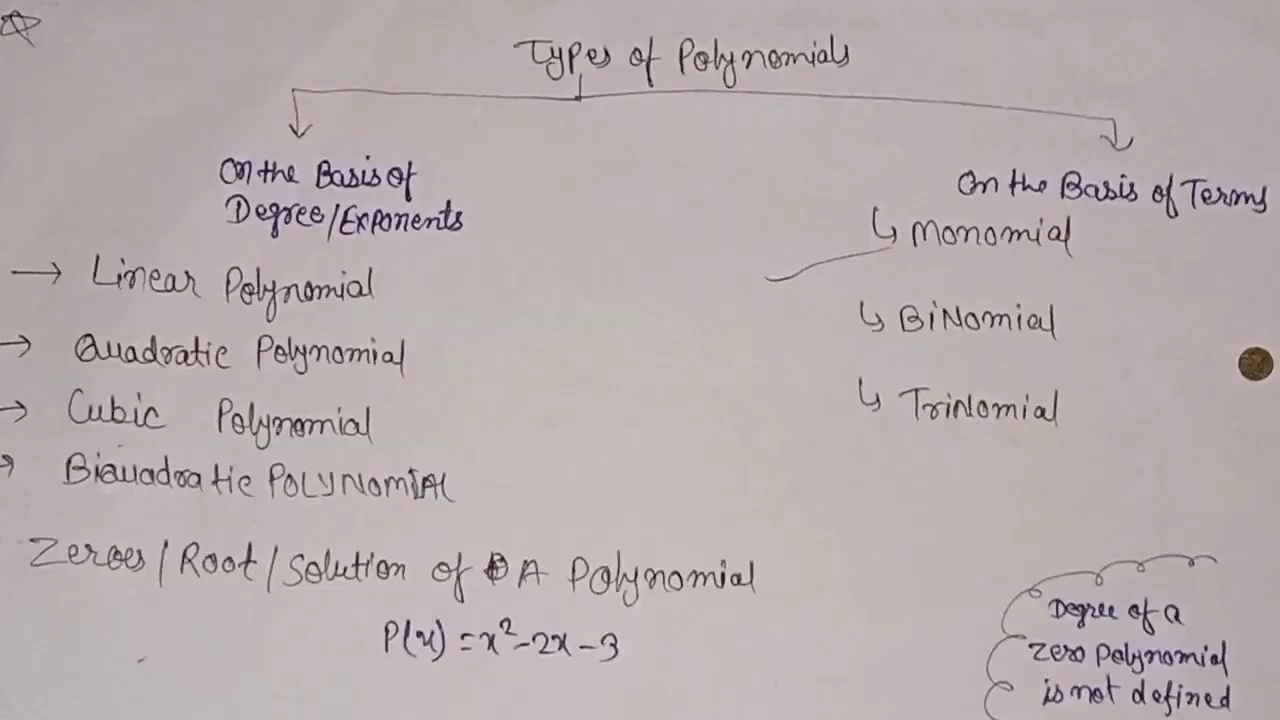 Types of Polynomials
On the Basis of
Degree/Exponents
→ Linear Polynomial
→ Quadratic Polynomial
→ Cubic Polynomial
→ Biquadratic POLYNOMIAL
On the Basis of Terms
↳ Monomial
↳ BiNomial
↳ TriNomial
Zeroes/Root/Solution of A Polynomial
P(x) = x² - 2x - 3
Degree of a
zero polynomial
is not defined